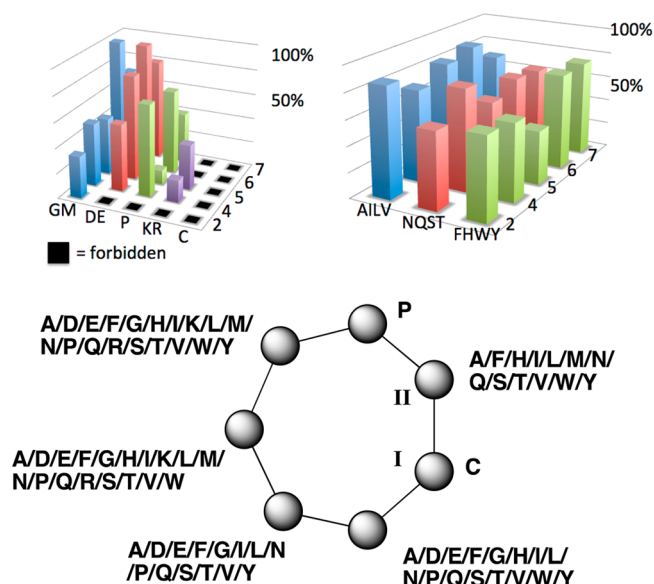 100%
50%
7
6
5
4
2
GM
DE
P
KR
C
= forbidden
100%
50%
7
6
5
4
2
AILV
NQST
FHWY
A/D/E/F/G/H/I/K/L/M/
N/P/Q/R/S/T/V/W/Y
P
A/F/H/I/L/M/N/
Q/S/T/V/W/Y
II
I
C
A/D/E/F/G/H/I/K/L/M/
N/P/Q/R/S/T/V/W
A/D/E/F/G/I/L/N
/P/Q/S/T/V/Y
A/D/E/F/G/H/I/L/
N/P/Q/S/T/V/W/Y